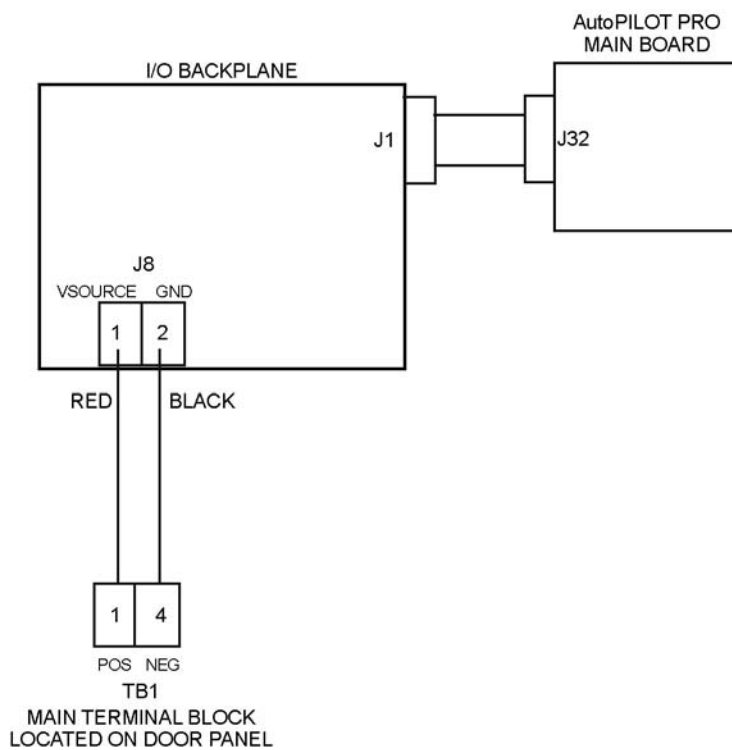 AutoPILOT PRO
MAIN BOARD
I/O BACKPLANE
J1
J32
J8
VSOURCE GND
1 2
RED BLACK
1 4
POS NEG
TB1
MAIN TERMINAL BLOCK
LOCATED ON DOOR PANEL